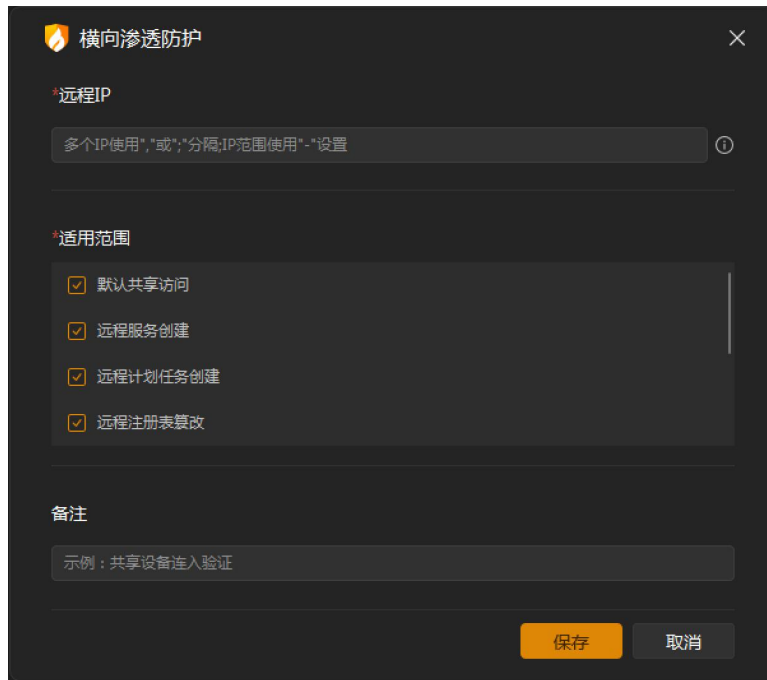 横向渗透防护
*远程IP
多个IP使用","或";"分隔;IP范围使用"-"设置
*适用范围
默认共享访问
远程服务创建
远程计划任务创建
远程注册表篡改
备注
示例：共享设备连入验证
保存 取消